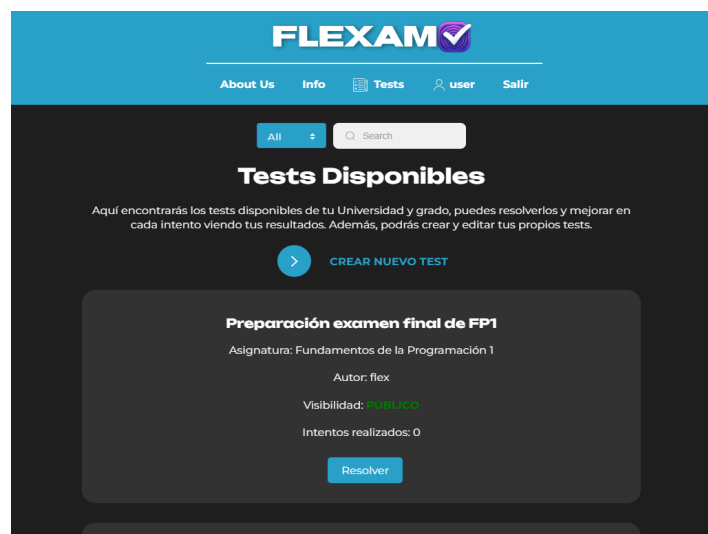 FLEXAM
About Us Info Tests user Salir
All Search
Tests Disponibles
Aquí encontrarás los tests disponibles de tu Universidad y grado, puedes resolverlos y mejorar en
cada intento viendo tus resultados. Además, podrás crear y editar tus propios tests.
CREAR NUEVO TEST
Preparación examen final de FP1
Asignatura: Fundamentos de la Programación 1
Autor: flex
Visibilidad: PÚBLICO
Intentos realizados: 0
Resolver